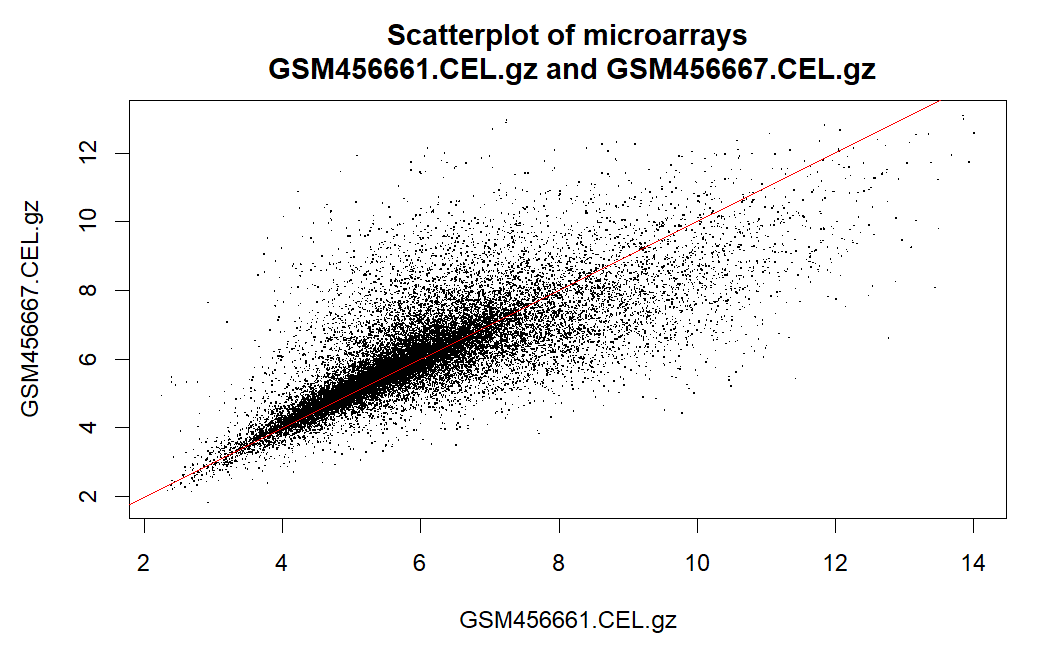 Scatterplot of microarrays
GSM456661.CEL.gz and GSM456667.CEL.gz
GSM456667.CEL.gz
12
10
8
6
4
2
2 4 6 8 10 12 14
GSM456661.CEL.gz